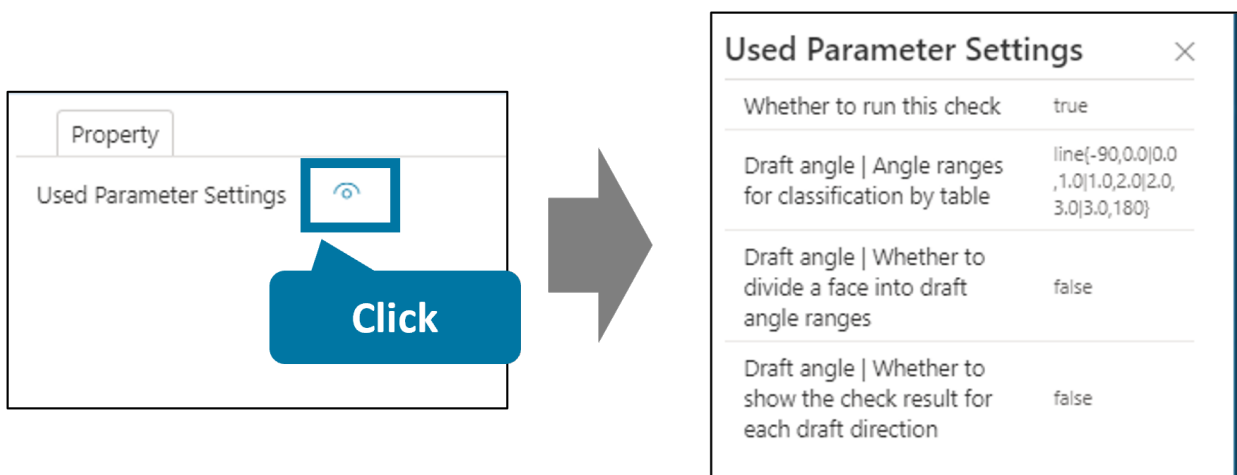 Property
Used Parameter Settings
Click
Used Parameter Settings
Whether to run this check
true
Draft angle | Angle ranges
for classification by table
line{-90,0.0|0.0
,1.0|1.0,2.0|2.0,
3.0|3.0,180}
Draft angle | Whether to
divide a face into draft
angle ranges
false
Draft angle | Whether to
show the check result for
each draft direction
false